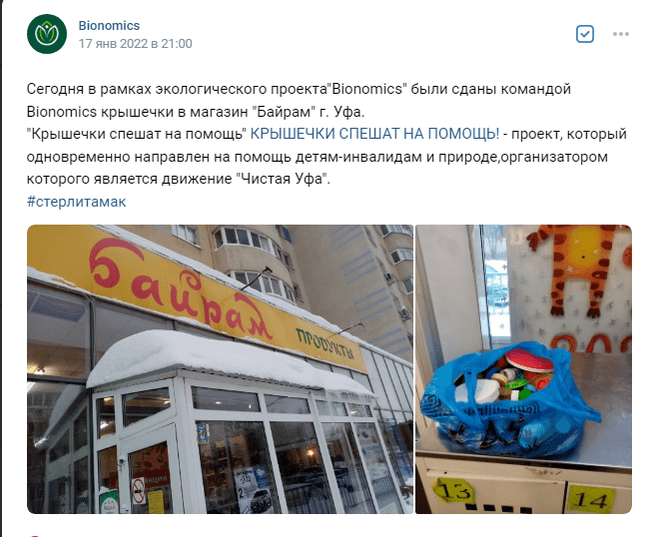 Bionomics
17 янв 2022 в 21:00
Сегодня в рамках экологического проекта"Bionomics" были сданы командой
Bionomics крышечки в магазин "Байрам" г. Уфа.
"Крышечки спешат на помощь" КРЫШЕЧКИ СПЕШАТ НА ПОМОЩЬ! - проект, который
одновременно направлен на помощь детям-инвалидам и природе,организатором
которого является движение "Чистая Уфа".
#стерлитамак
байрам
ПРОДУКТЫ
13
14